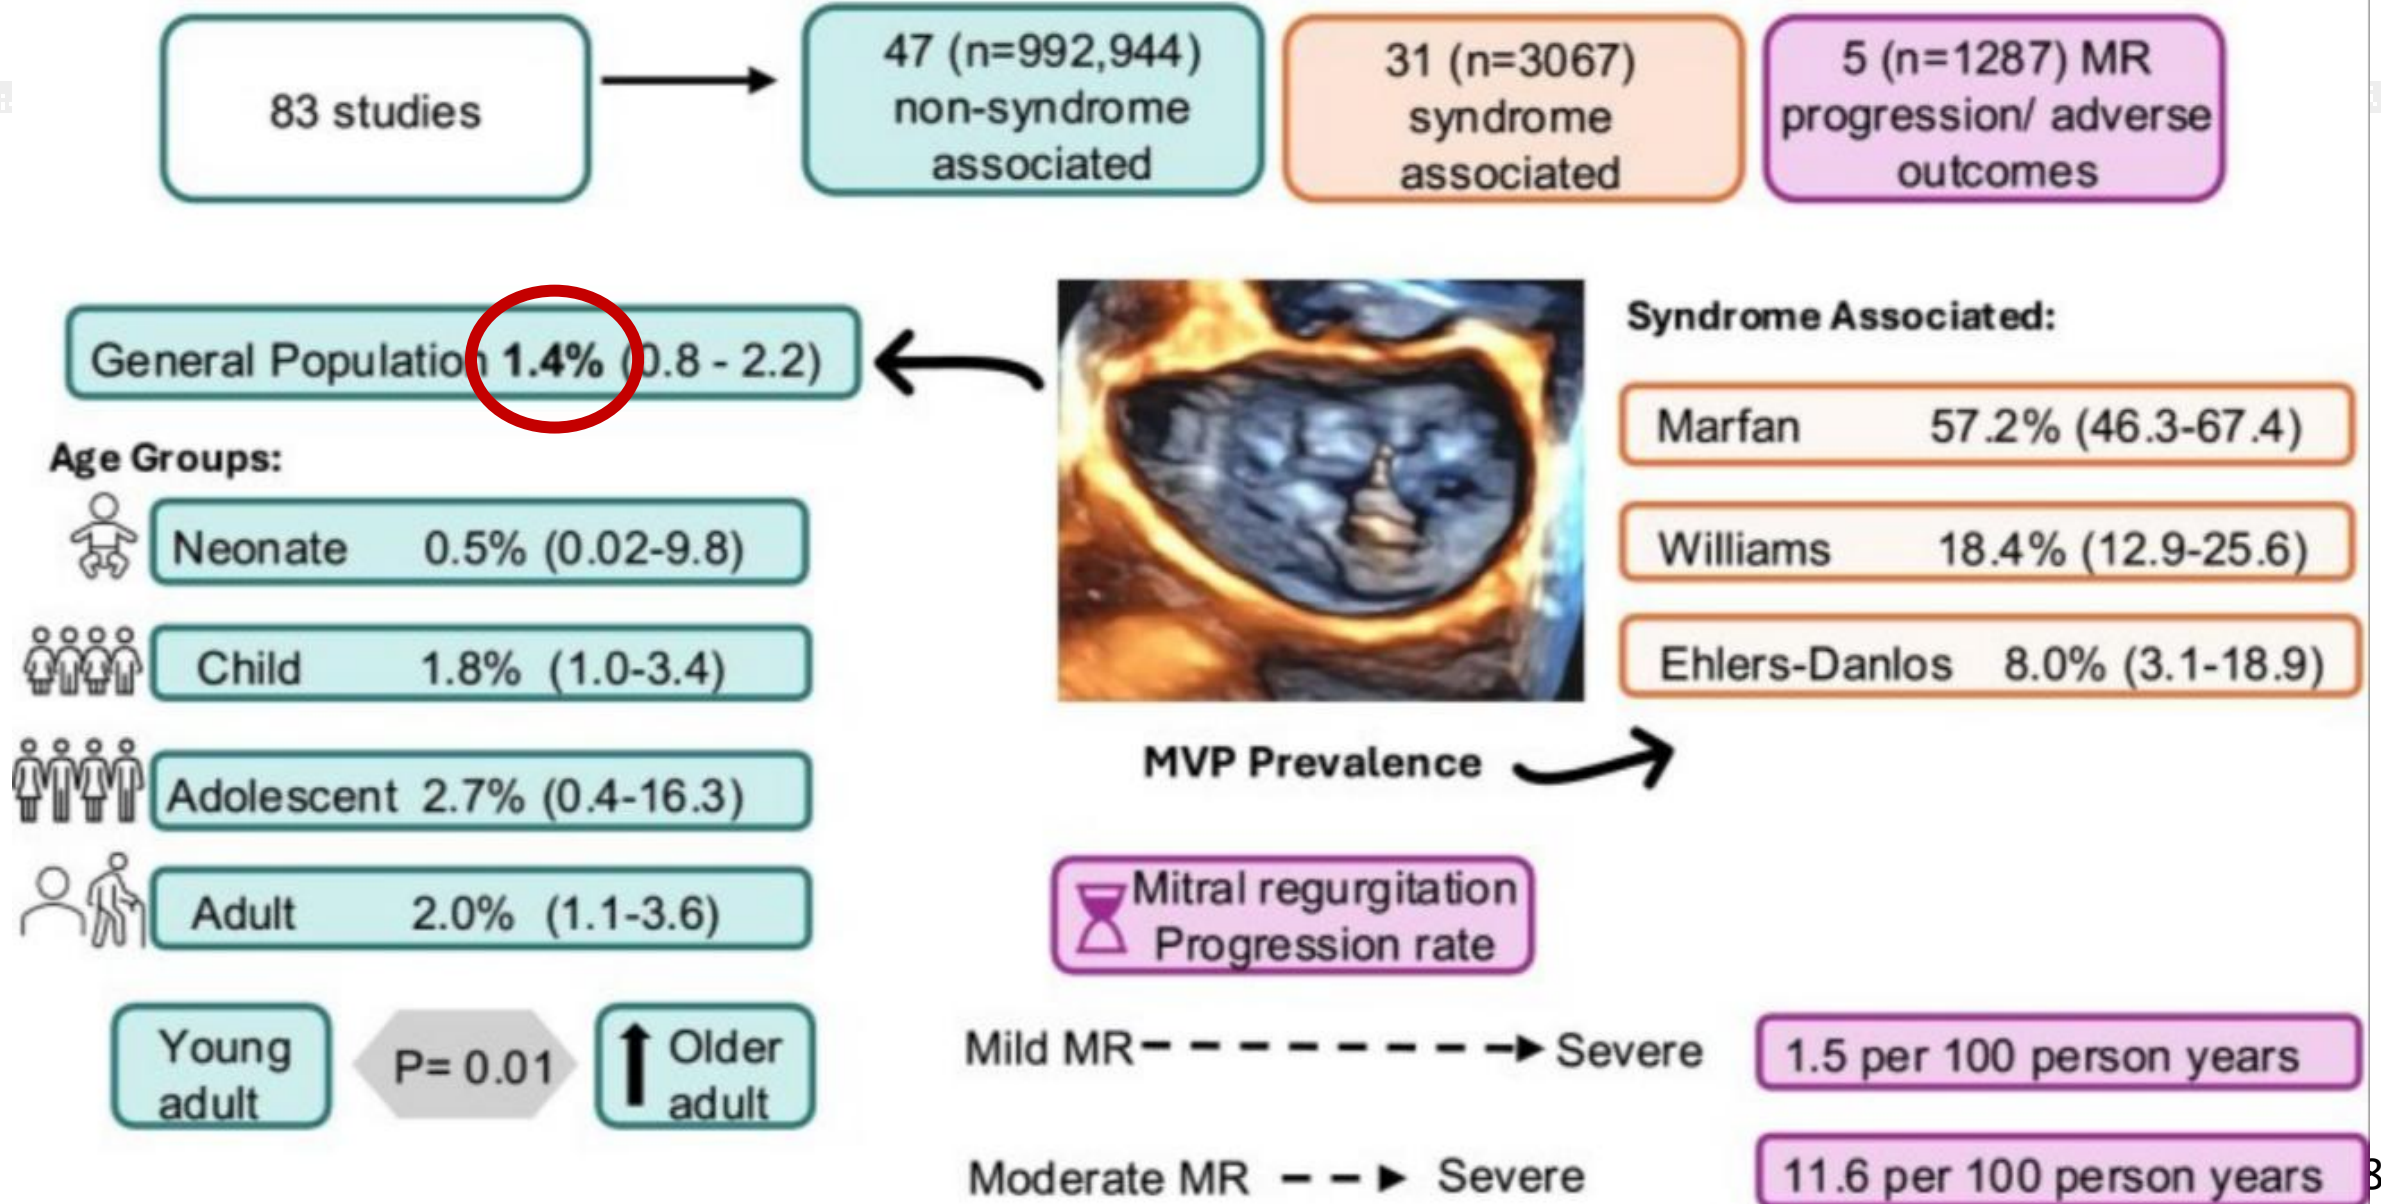 83 studies
47 (n=992,944)
non-syndrome
associated
31 (n=3067)
syndrome
associated
5 (n=1287) MR
progression/ adverse
outcomes
General Population 1.4% (0.8 - 2.2)
Age Groups:
Neonate 0.5% (0.02-9.8)
Child 1.8% (1.0-3.4)
Adolescent 2.7% (0.4-16.3)
Adult 2.0% (1.1-3.6)
Young
adult
P= 0.01
Older
adult
MVP Prevalence
Syndrome Associated:
Marfan 57.2% (46.3-67.4)
Williams 18.4% (12.9-25.6)
Ehlers-Danlos 8.0% (3.1-18.9)
Mitral regurgitation
Progression rate
Mild MR Severe 1.5 per 100 person years
Moderate MR Severe 11.6 per 100 person years